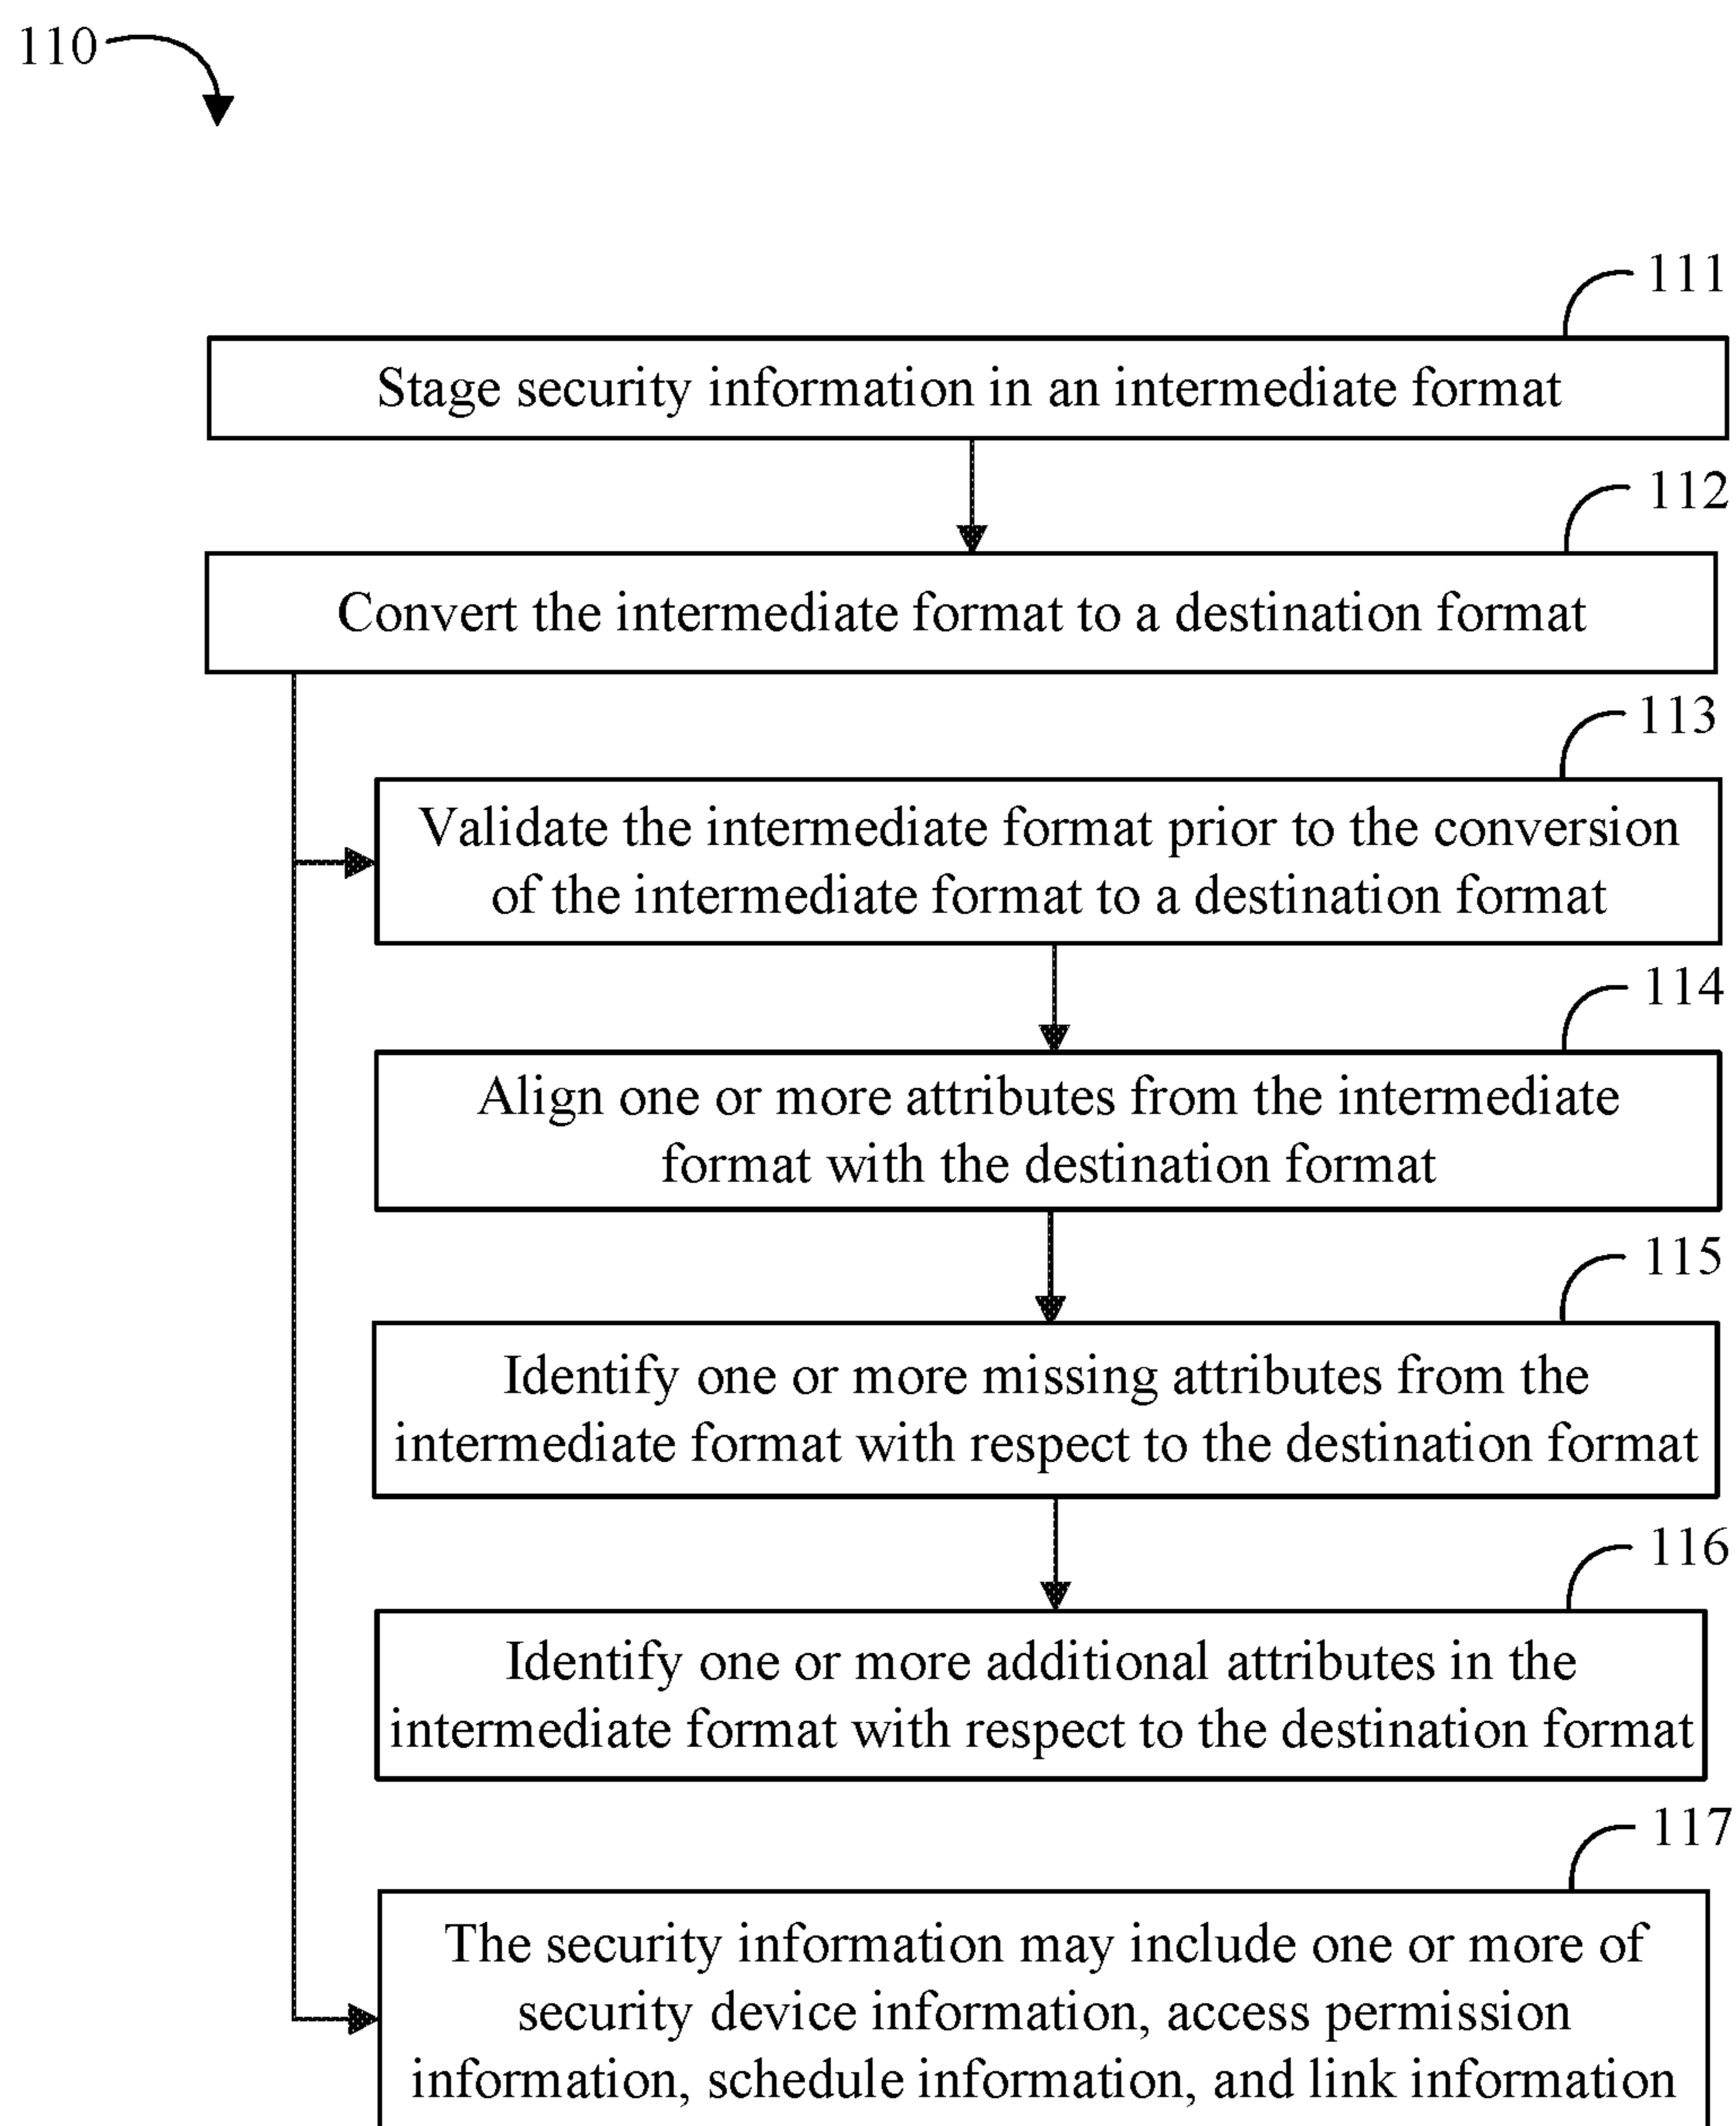 110
111
Stage security information in an intermediate format
112
Convert the intermediate format to a destination format
113
Validate the intermediate format prior to the conversion
of the intermediate format to a destination format
114
Align one or more attributes from the intermediate
format with the destination format
115
Identify one or more missing attributes from the
intermediate format with respect to the destination format
116
Identify one or more additional attributes in the
intermediate format with respect to the destination format
117
The security information may include one or more of
security device information, access permission
information, schedule information, and link information